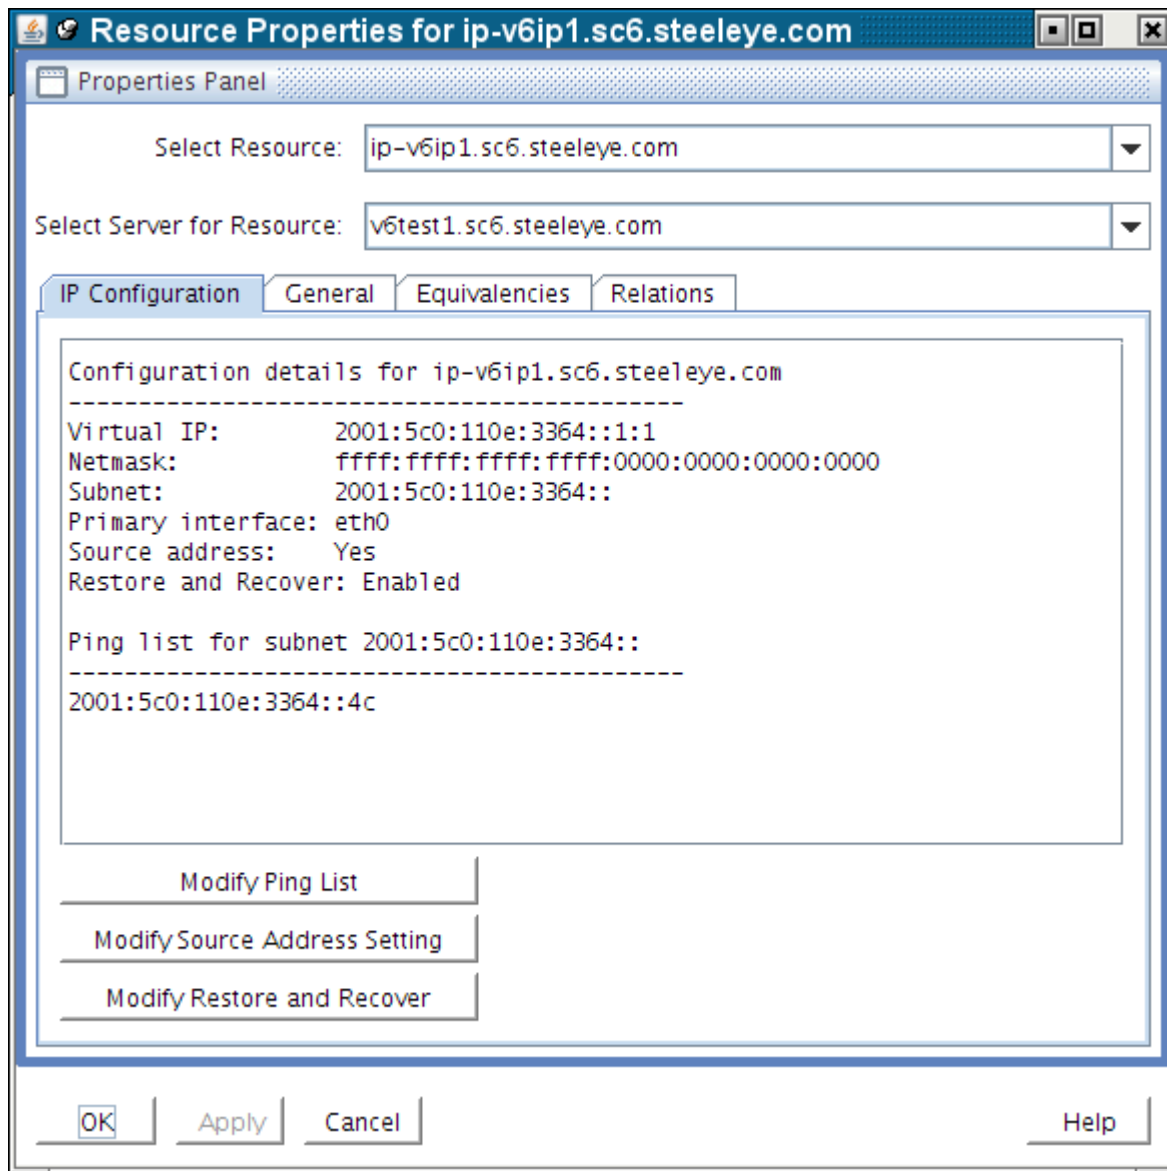 Resource Properties for ip-v6ip1.sc6.steeleye.com
Properties Panel
Select Resource: ip-v6ip1.sc6.steeleye.com
Select Server for Resource: v6test1.sc6.steeleye.com
IP Configuration General Equivalencies Relations
Configuration details for ip-v6ip1.sc6.steeleye.com
--------------------------------------------
Virtual IP: 2001:5c0:110e:3364::1:1
Netmask: ffff:ffff:ffff:ffff:0000:0000:0000:0000
Subnet: 2001:5c0:110e:3364::
Primary interface: eth0
Source address: Yes
Restore and Recover: Enabled
Ping list for subnet 2001:5c0:110e:3364::
--------------------------------------------
2001:5c0:110e:3364::4c
Modify Ping List
Modify Source Address Setting
Modify Restore and Recover
OK Apply Cancel Help